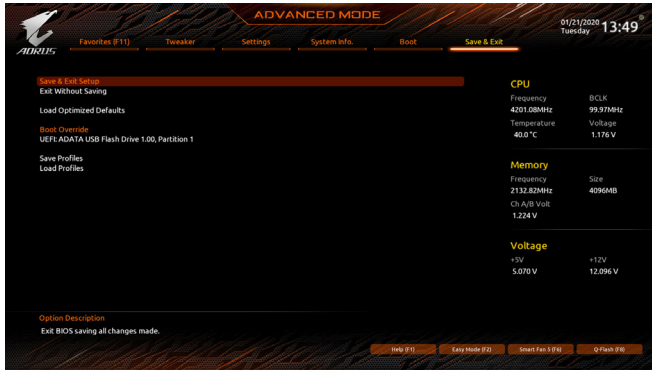 ADVANCED MODE
01/21/2020 Tuesday 13:49
AORUS
Favorites (F11) Tweaker Settings System Info. Boot Save & Exit
Save & Exit Setup
Exit Without Saving
Load Optimized Defaults
Boot Override
UEFI: ADATA USB Flash Drive 1.00, Partition 1
Save Profiles
Load Profiles
CPU
Frequency BCLK
4201.08MHz 99.97MHz
Temperature Voltage
40.0 °C 1.176 V
Memory
Frequency Size
2132.82MHz 4096MB
Ch A/B Volt
1.224 V
Voltage
+5V +12V
5.070 V 12.096 V
Option Description
Exit BIOS saving all changes made.
Help (F1) Easy Mode (F2) Smart Fan 5 (F6) Q-Flash (F8)